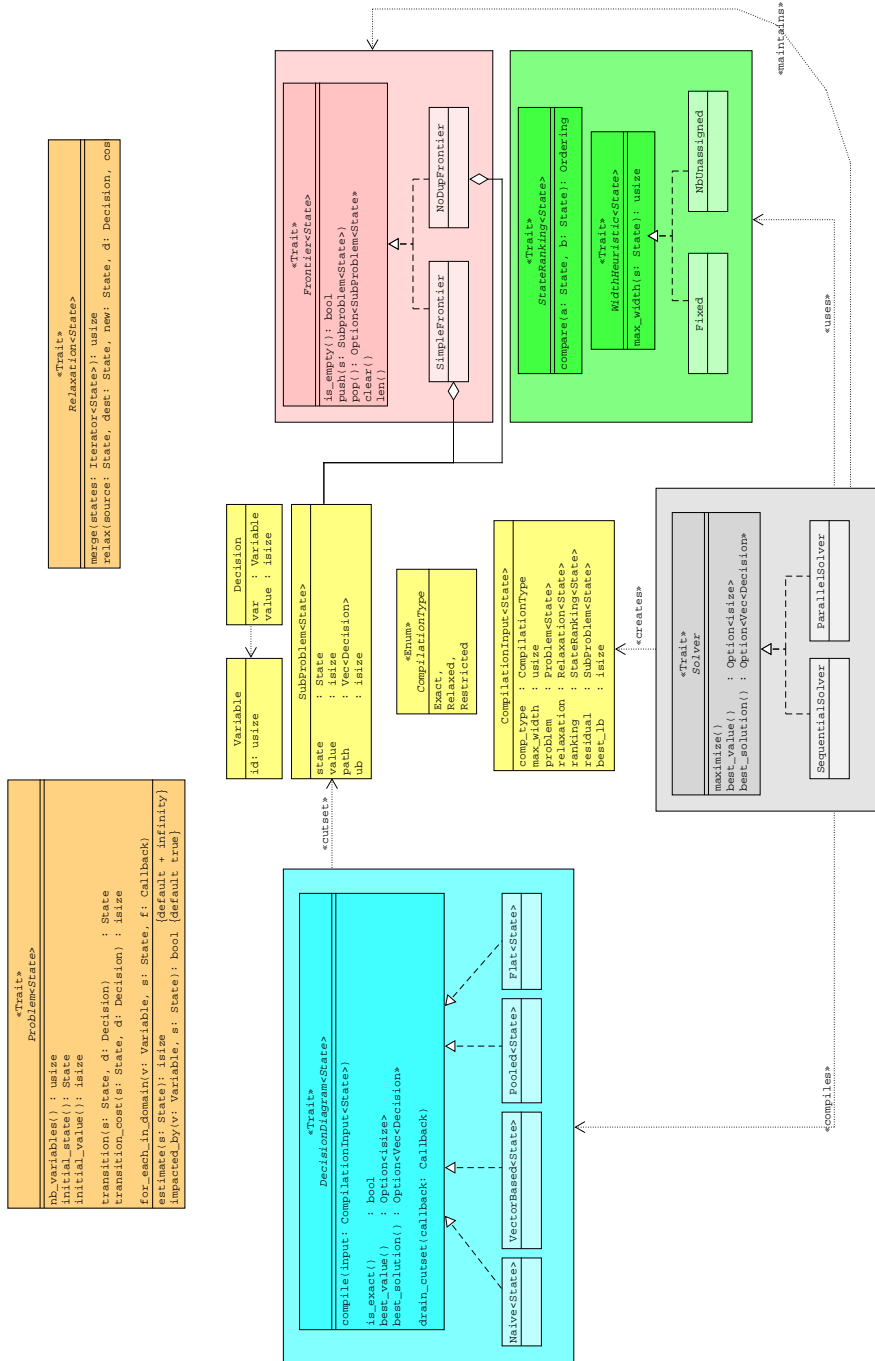 «Trait»
Problem<State>
nb_variables() : usize
initial_state(): State
initial_value(): isize
transition(s: State, d: Decision) : State
transition_cost(s: State, d: Decision) : isize
for_each_in_domain(v: Variable, s: State, f: Callback)
estimate(s: State): isize {default + infinity}
impacted_by(v: Variable, s: State): bool {default true}
«Trait»
Relaxation<State>
merge(states: Iterator<State>): usize
relax(source: State, dest: State, new: State, d: Decision, cos
Variable
id: usize
Decision
var : Variable
value : isize
SubProblem<State>
state : State
value : isize
path : Vec<Decision>
ub : isize
«Trait»
Frontier<State>
is_empty(): bool
push(s: Subproblem<State>)
pop(): Option<SubProblem<State»
clear()
len()
SimpleFrontier
NoDupFrontier
«cutset»
«Trait»
DecisionDiagram<State>
compile(input: CompilationInput<State>)
is_exact() : bool
best_value() : Option<isize>
best_solution() : Option<Vec<Decision»
drain_cutset(callback: Callback)
Naive<State>
VectorBased<State>
Pooled<State>
Flat<State>
«Enum»
CompilationType
Exact,
Relaxed,
Restricted
CompilationInput<State>
comp_type : CompilationType
max_width : usize
problem : Problem<State>
relaxation : Relaxation<State>
ranking : StateRanking<State>
residual : SubProblem<State>
best_lb : isize
«Trait»
StateRanking<State>
compare(a: State, b: State): Ordering
«Trait»
WidthHeuristic<State>
max_width(s: State): usize
Fixed
NbUnassigned
«creates»
«Trait»
Solver
maximize()
best_value() : Option<isize>
best_solution() : Option<Vec<Decision»
SequentialSolver
ParallelSolver
«compiles»
«uses»
«maintains»